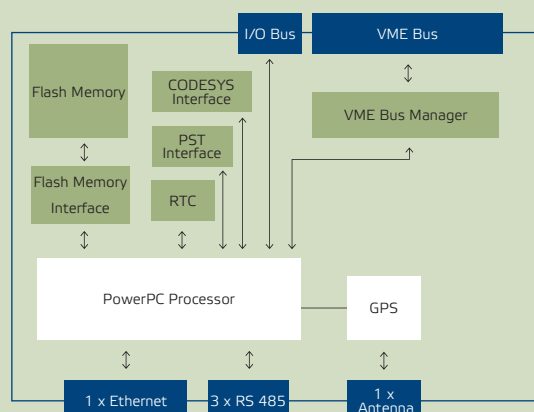 I/O Bus
VME Bus
Flash Memory
CODESYS
Interface
VME Bus Manager
PST
Interface
Flash Memory
Interface
RTC
PowerPC Processor
GPS
1 x Ethernet
3 x RS 485
1 x
Antenna